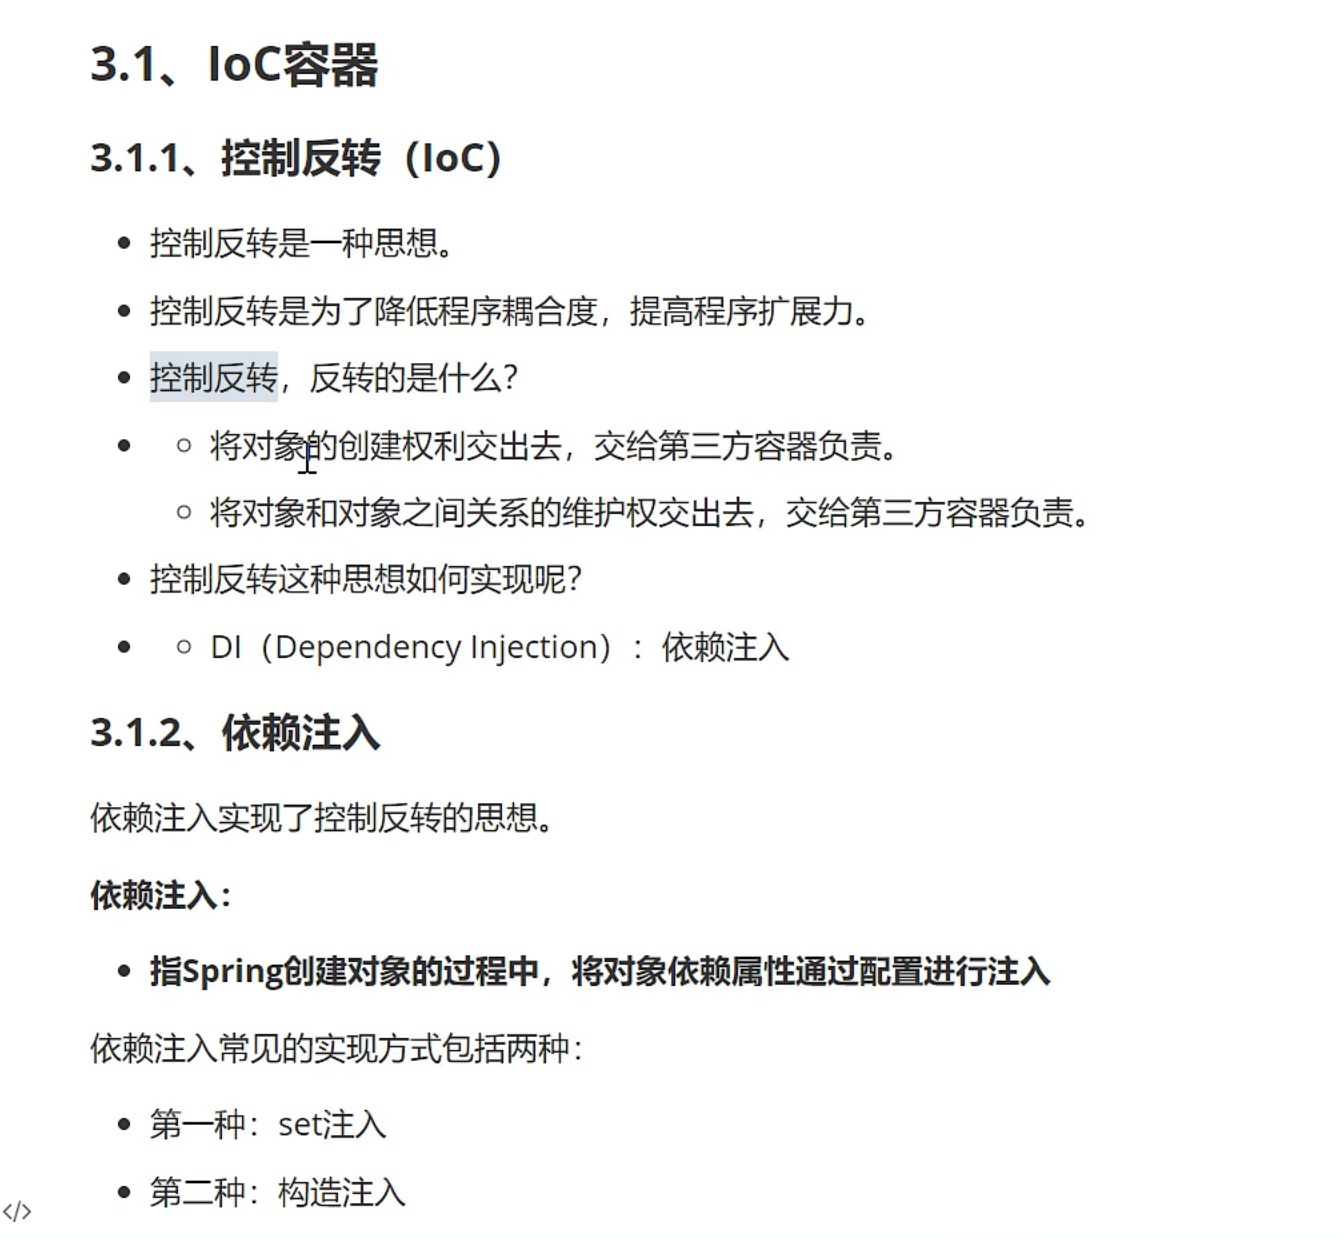 3.1、IoC容器
3.1.1、控制反转（IoC）
控制反转是一种思想。
控制反转是为了降低程序耦合度，提高程序扩展力。
控制反转，反转的是什么？
将对象的创建权利交出去，交给第三方容器负责。
将对象和对象之间关系的维护权交出去，交给第三方容器负责。
控制反转这种思想如何实现呢？
DI（Dependency Injection）：依赖注入
3.1.2、依赖注入
依赖注入实现了控制反转的思想。
依赖注入：
指Spring创建对象的过程中，将对象依赖属性通过配置进行注入
依赖注入常见的实现方式包括两种：
第一种：set注入
第二种：构造注入
</>